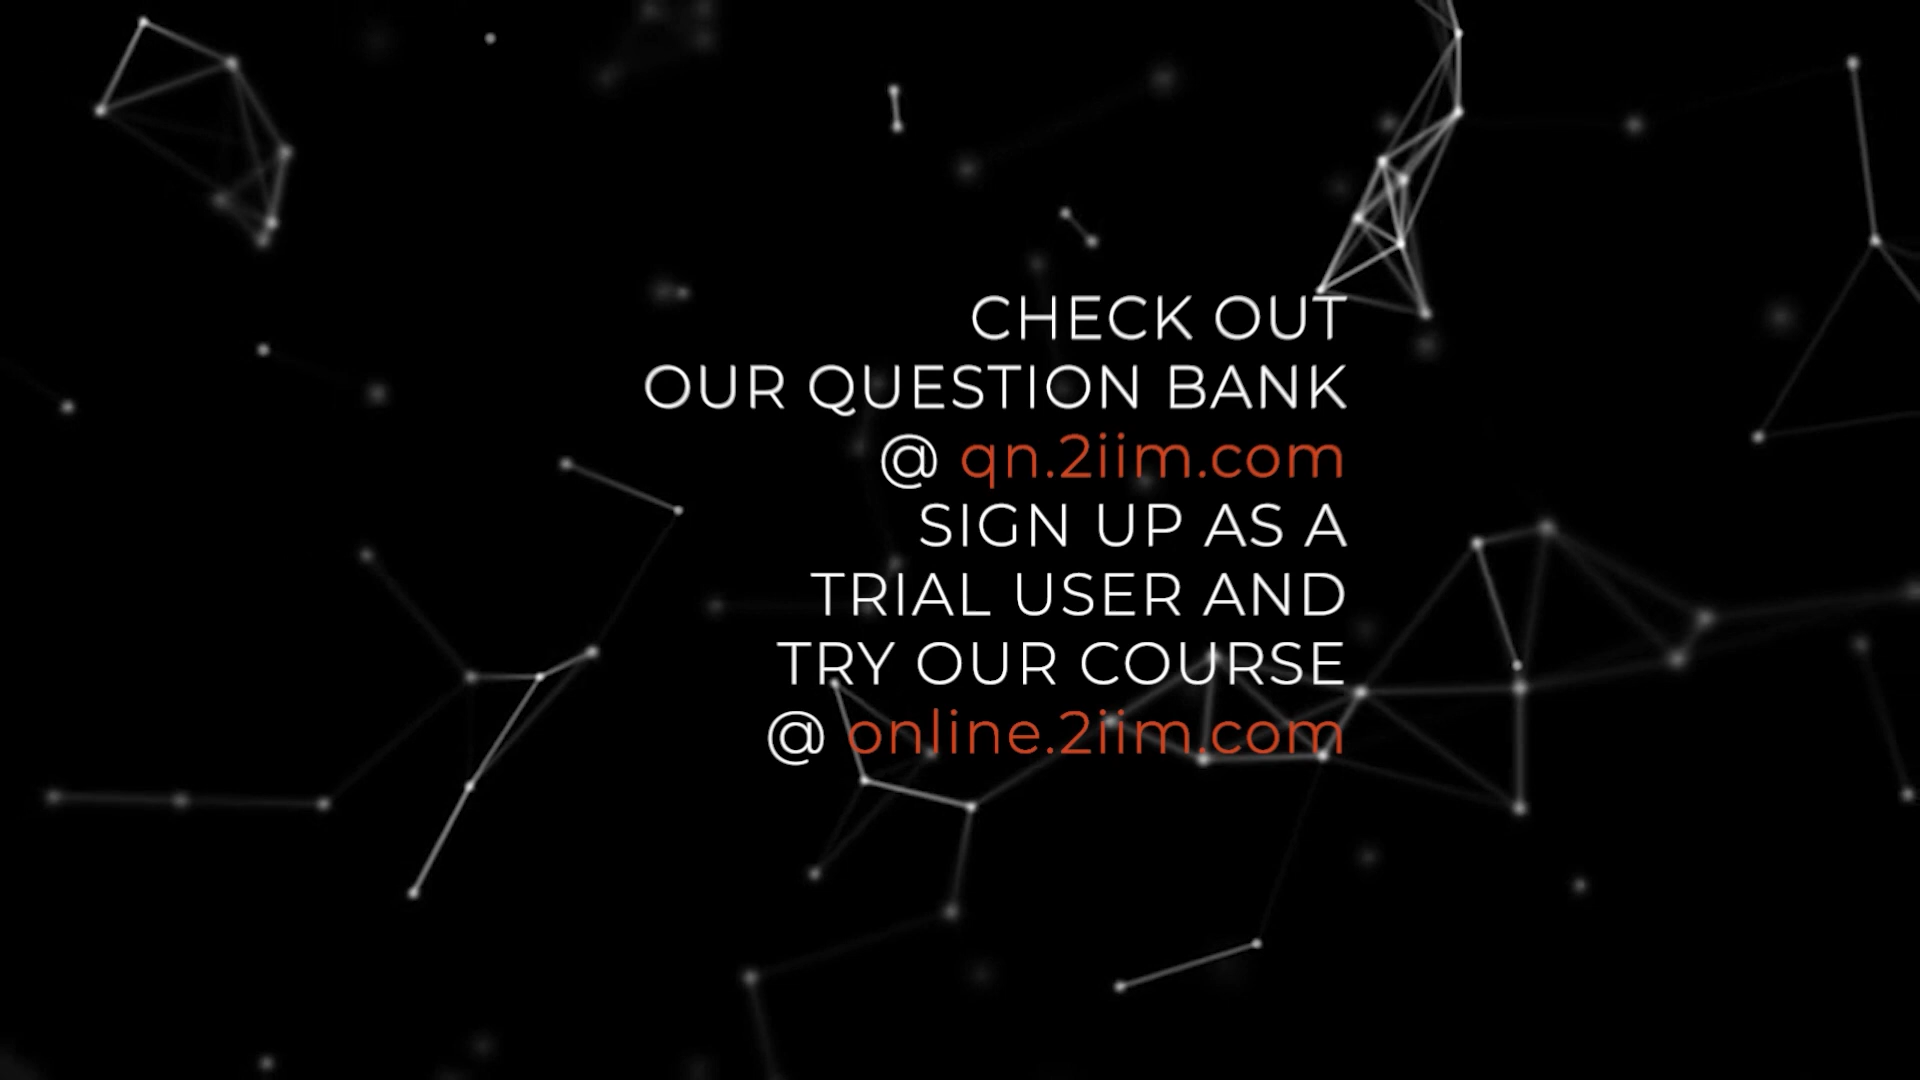 CHECK OUT
OUR QUESTION BANK
@ qn.2iim.com
SIGN UP AS A
TRIAL USER AND
TRY OUR COURSE
@ online.2iim.com